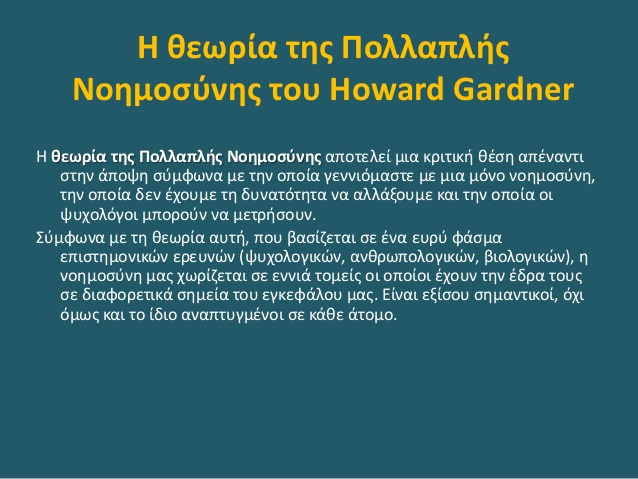 Η θεωρία της Πολλαπλής
Νοημοσύνης του Howard Gardner
Η θεωρία της Πολλαπλής Νοημοσύνης αποτελεί μια κριτική θέση απέναντι
στην άποψη σύμφωνα με την οποία γεννιόμαστε με μια μόνο νοημοσύνη,
την οποία δεν έχουμε τη δυνατότητα να αλλάξουμε και την οποία οι
ψυχολόγοι μπορούν να μετρήσουν.
Σύμφωνα με τη θεωρία αυτή, που βασίζεται σε ένα ευρύ φάσμα
επιστημονικών ερευνών (ψυχολογικών, ανθρωπολογικών, βιολογικών), η
νοημοσύνη μας χωρίζεται σε εννιά τομείς οι οποίοι έχουν την έδρα τους
σε διαφορετικά σημεία του εγκεφάλου μας. Είναι εξίσου σημαντικοί, όχι
όμως και το ίδιο αναπτυγμένοι σε κάθε άτομο.